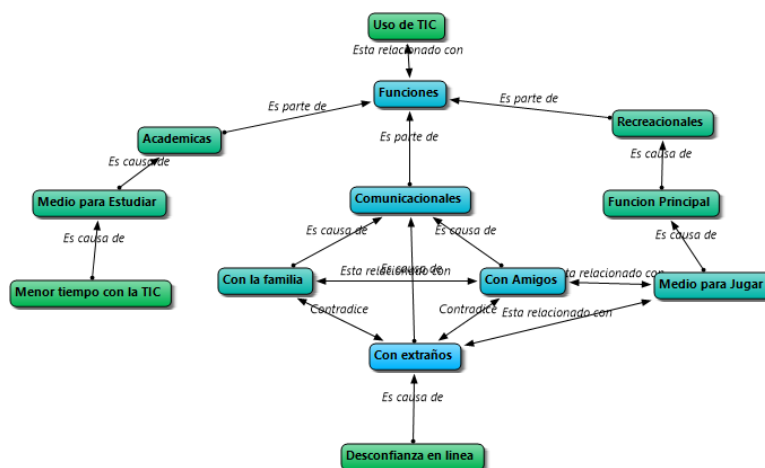 Uso de TIC
Esta relacionado con
Funciones
Es parte de
Es parte de
Recreacionales
Academicas
Es parte de
Es causa de
Es causa de
Medio para Estudiar
Comunicacionales
Funcion Principal
Es causa de
Es causa de
Es causa de
Es causa de
Con la familia
Esta relacionado con
Es causa de
Con Amigos
Esta relacionado con
Medio para Jugar
Menor tiempo con la TIC
Contradice
Contradice
Esta relacionado con
Con extraños
Es causa de
Desconfianza en linea